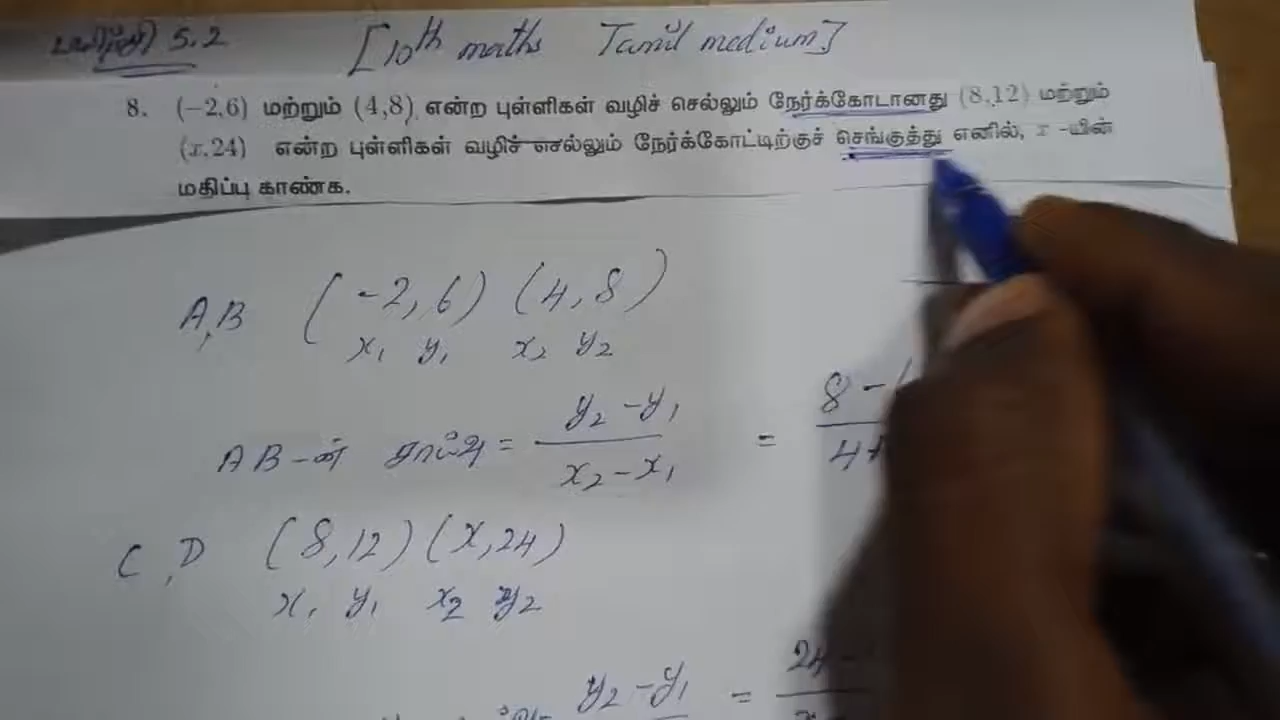 பயிற்சி 5.2 [10th maths Tamil medium]
8. (-2,6) மற்றும் (4,8) என்ற புள்ளிகள் வழிச் செல்லும் நேர்க்கோடானது (8,12) மற்றும்
(x,24) என்ற புள்ளிகள் வழிச் செல்லும் நேர்க்கோட்டிற்குச் செங்குத்து எனில், x -யின்
மதிப்பு காண்க.
A,B (-2,6) (4,8)
x₁ y₁ x₂ y₂
AB-ன் சாய்வு = y₂-y₁ / x₂-x₁ = 8- / 4+
C,D (8,12) (x,24)
x₁ y₁ x₂ y₂
y₂-y₁ = 24-